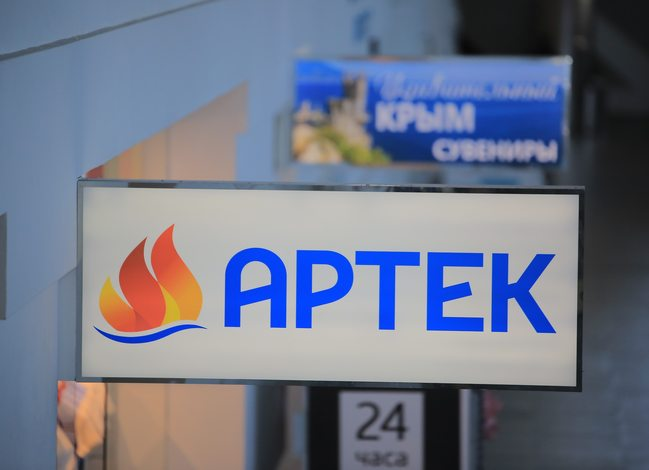 Удивительный
КРЫМ
СУВЕНИРЫ
АРТЕК
24
часа